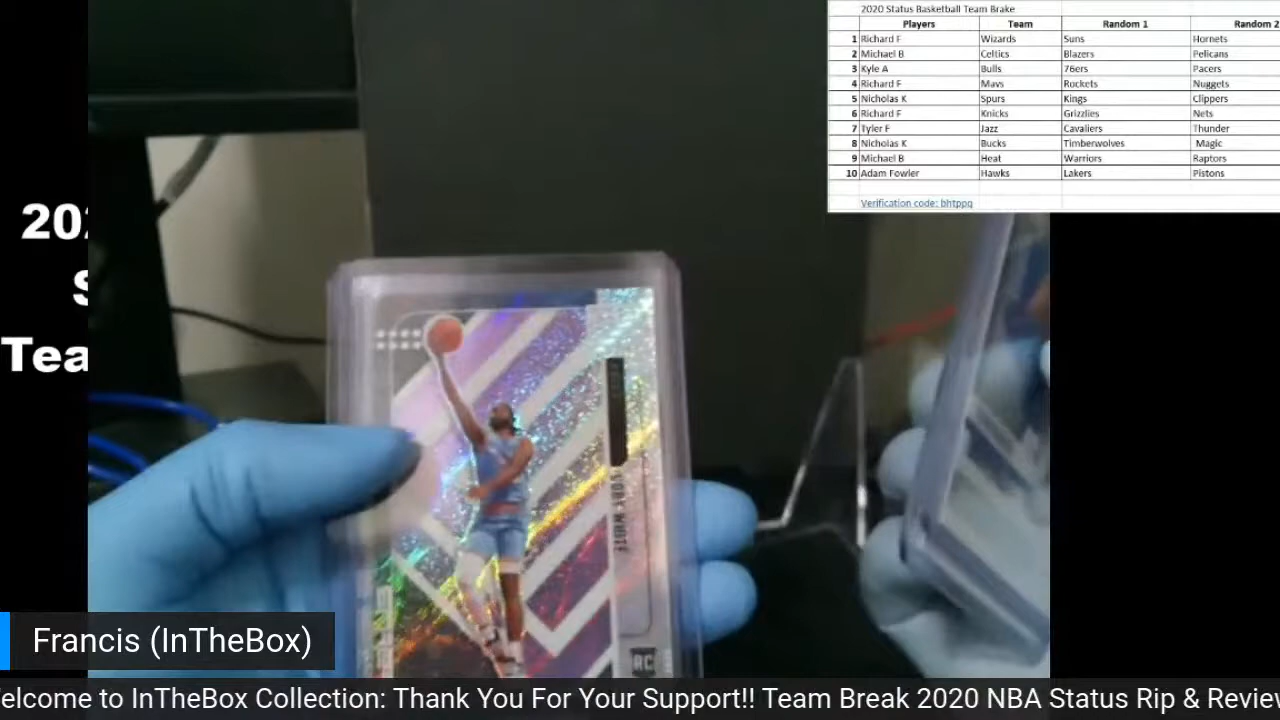 2020 Status Basketball Team Brake
Players Team Random 1 Random 2
1 Richard F Wizards Suns Hornets
2 Michael B Celtics Blazers Pelicans
3 Kyle A Bulls 76ers Pacers
4 Richard F Mavs Rockets Nuggets
5 Nicholas K Spurs Kings Clippers
6 Richard F Knicks Grizzlies Nets
7 Tyler F Jazz Cavaliers Thunder
8 Nicholas K Bucks Timberwolves Magic
9 Michael B Heat Warriors Raptors
10 Adam Fowler Hawks Lakers Pistons
Verification code: bhtppq
202
S
Tea
COBY WHITE
RC
Francis (InTheBox)
elcome to InTheBox Collection: Thank You For Your Support!! Team Break 2020 NBA Status Rip & Review